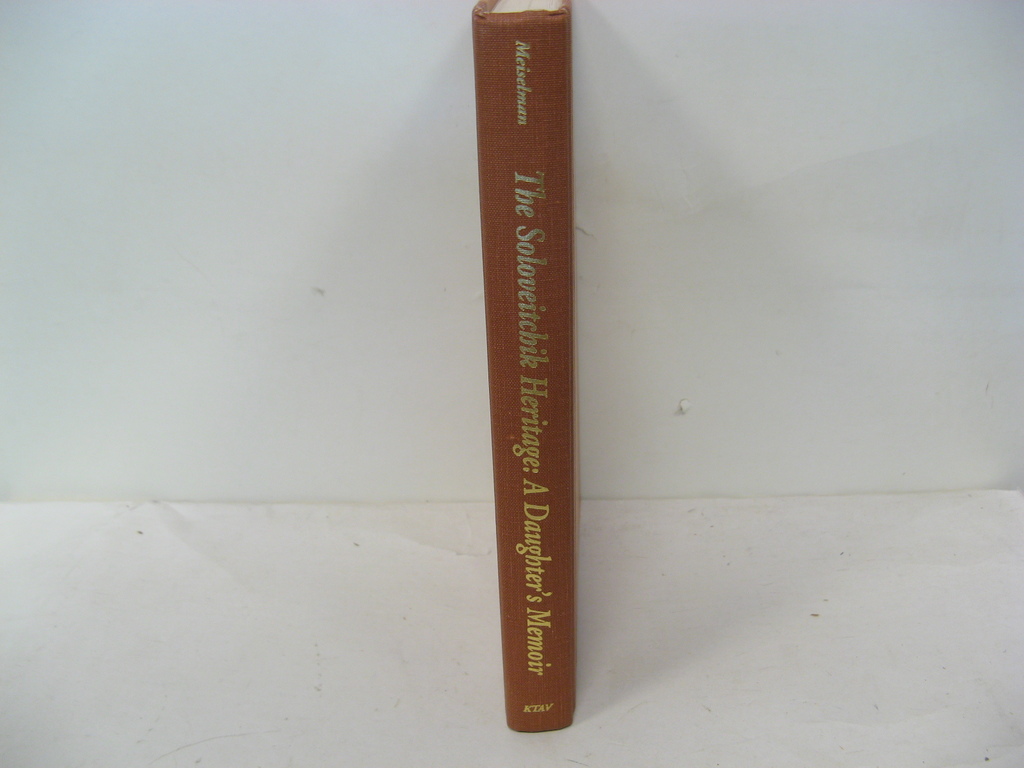 Meiselman
The Soloveitchik Heritage: A Daughter's Memoir
KTAV